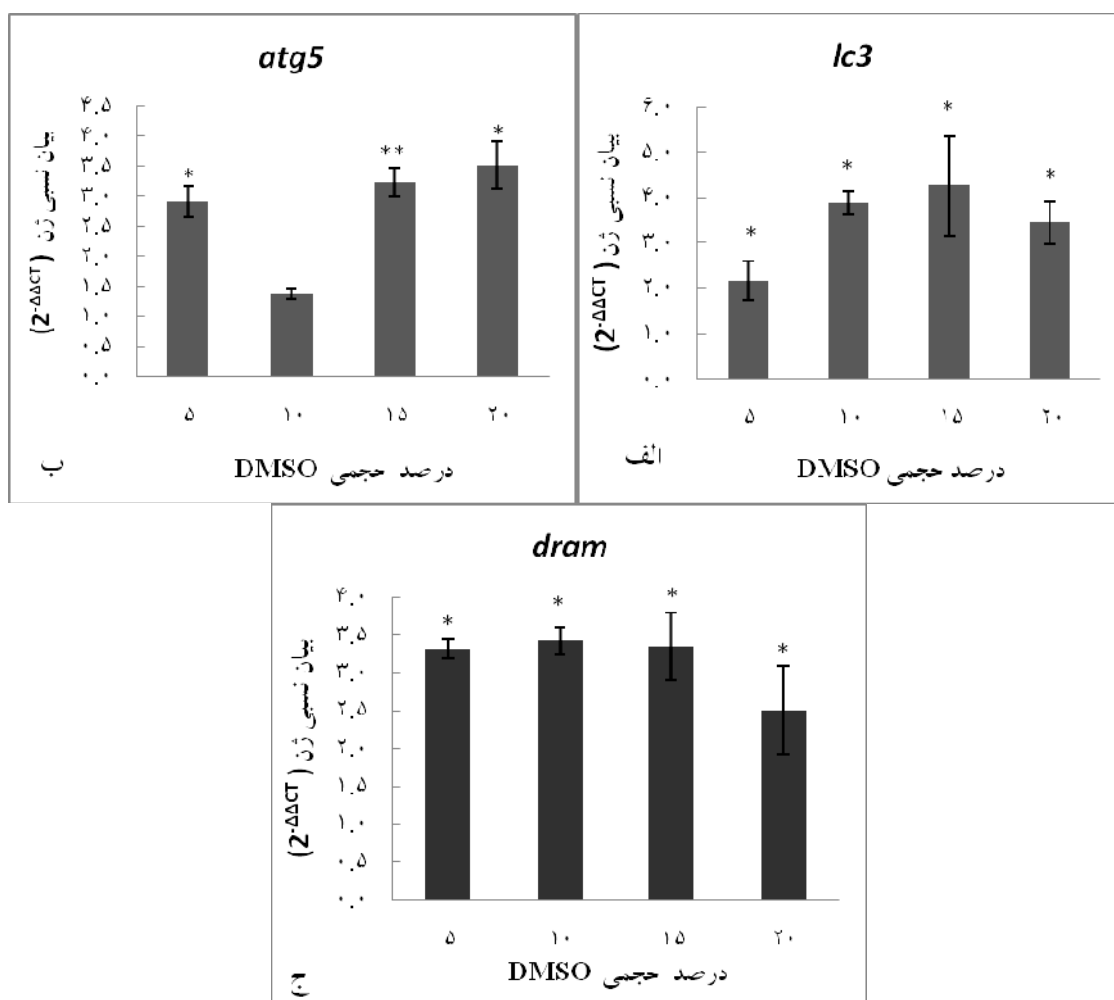 atg5
بیان نسبی ژن (2-ΔΔCT)
۴.۵
۴.۰
۳.۵
۳.۰
۲.۵
۲.۰
۱.۵
۱.۰
۰.۵
۰.۰
* ** *
۵ ۱۰ ۱۵ ۲۰
درصد حجمی DMSO
ب
lc3
بیان نسبی ژن (2-ΔΔCT)
۶.۰
۵.۰
۴.۰
۳.۰
۲.۰
۱.۰
۰.۰
* * * *
۵ ۱۰ ۱۵ ۲۰
درصد حجمی DMSO
الف
dram
بیان نسبی ژن (2-ΔΔCT)
۴.۰
۳.۵
۳.۰
۲.۵
۲.۰
۱.۵
۱.۰
۰.۵
۰.۰
* * * *
۵ ۱۰ ۱۵ ۲۰
درصد حجمی DMSO
ج